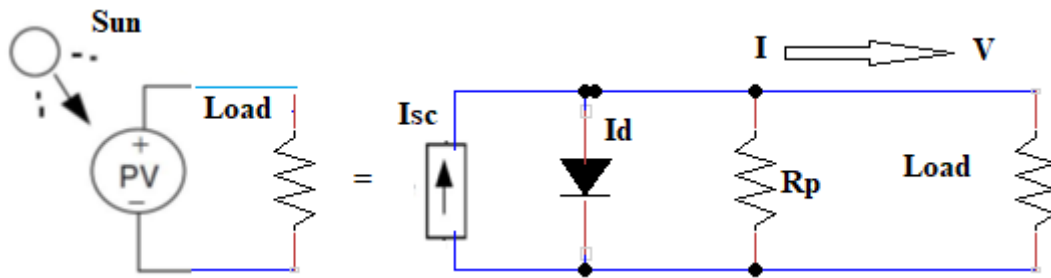 Sun
Load
+
PV
−
=
Isc
Id
Rp
I
V
Load